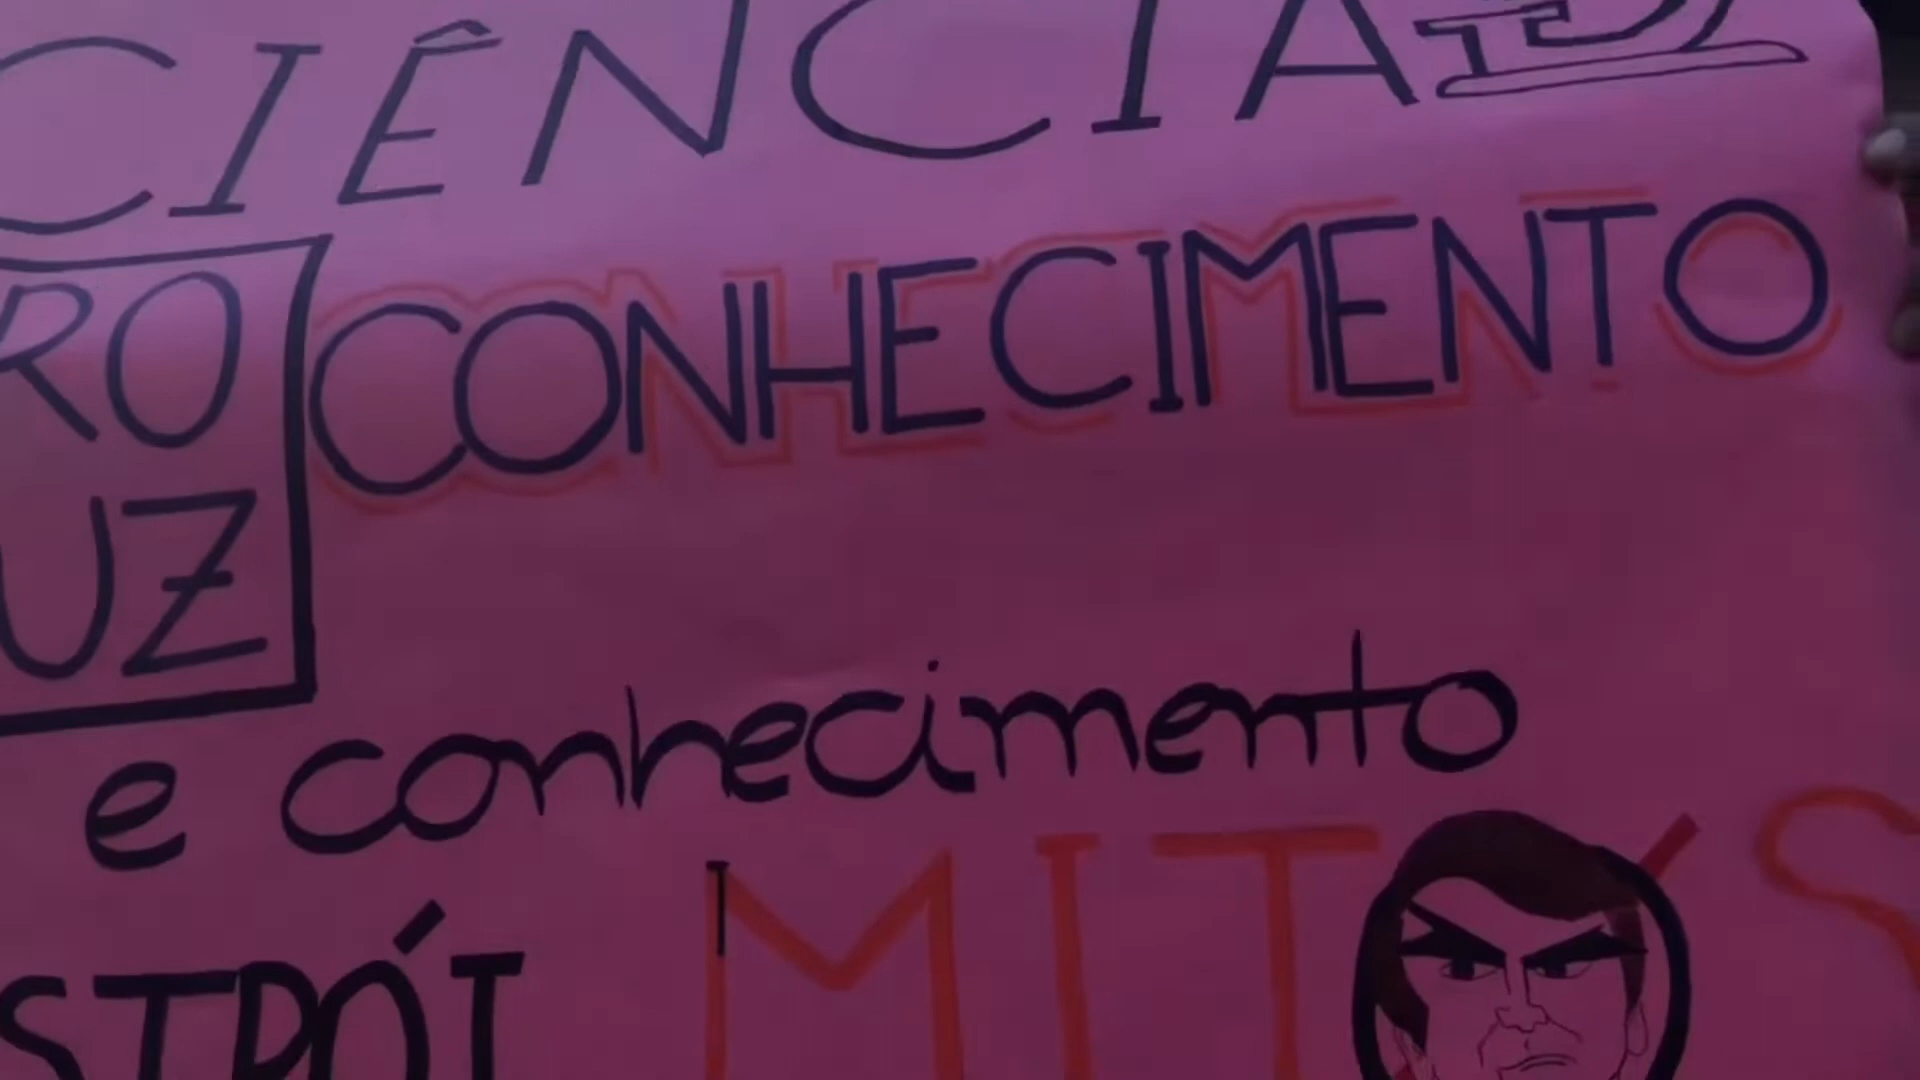 CIÊNCIA
RO CONHECIMENTO
UZ
e conhecimento
STRÓI MITOS